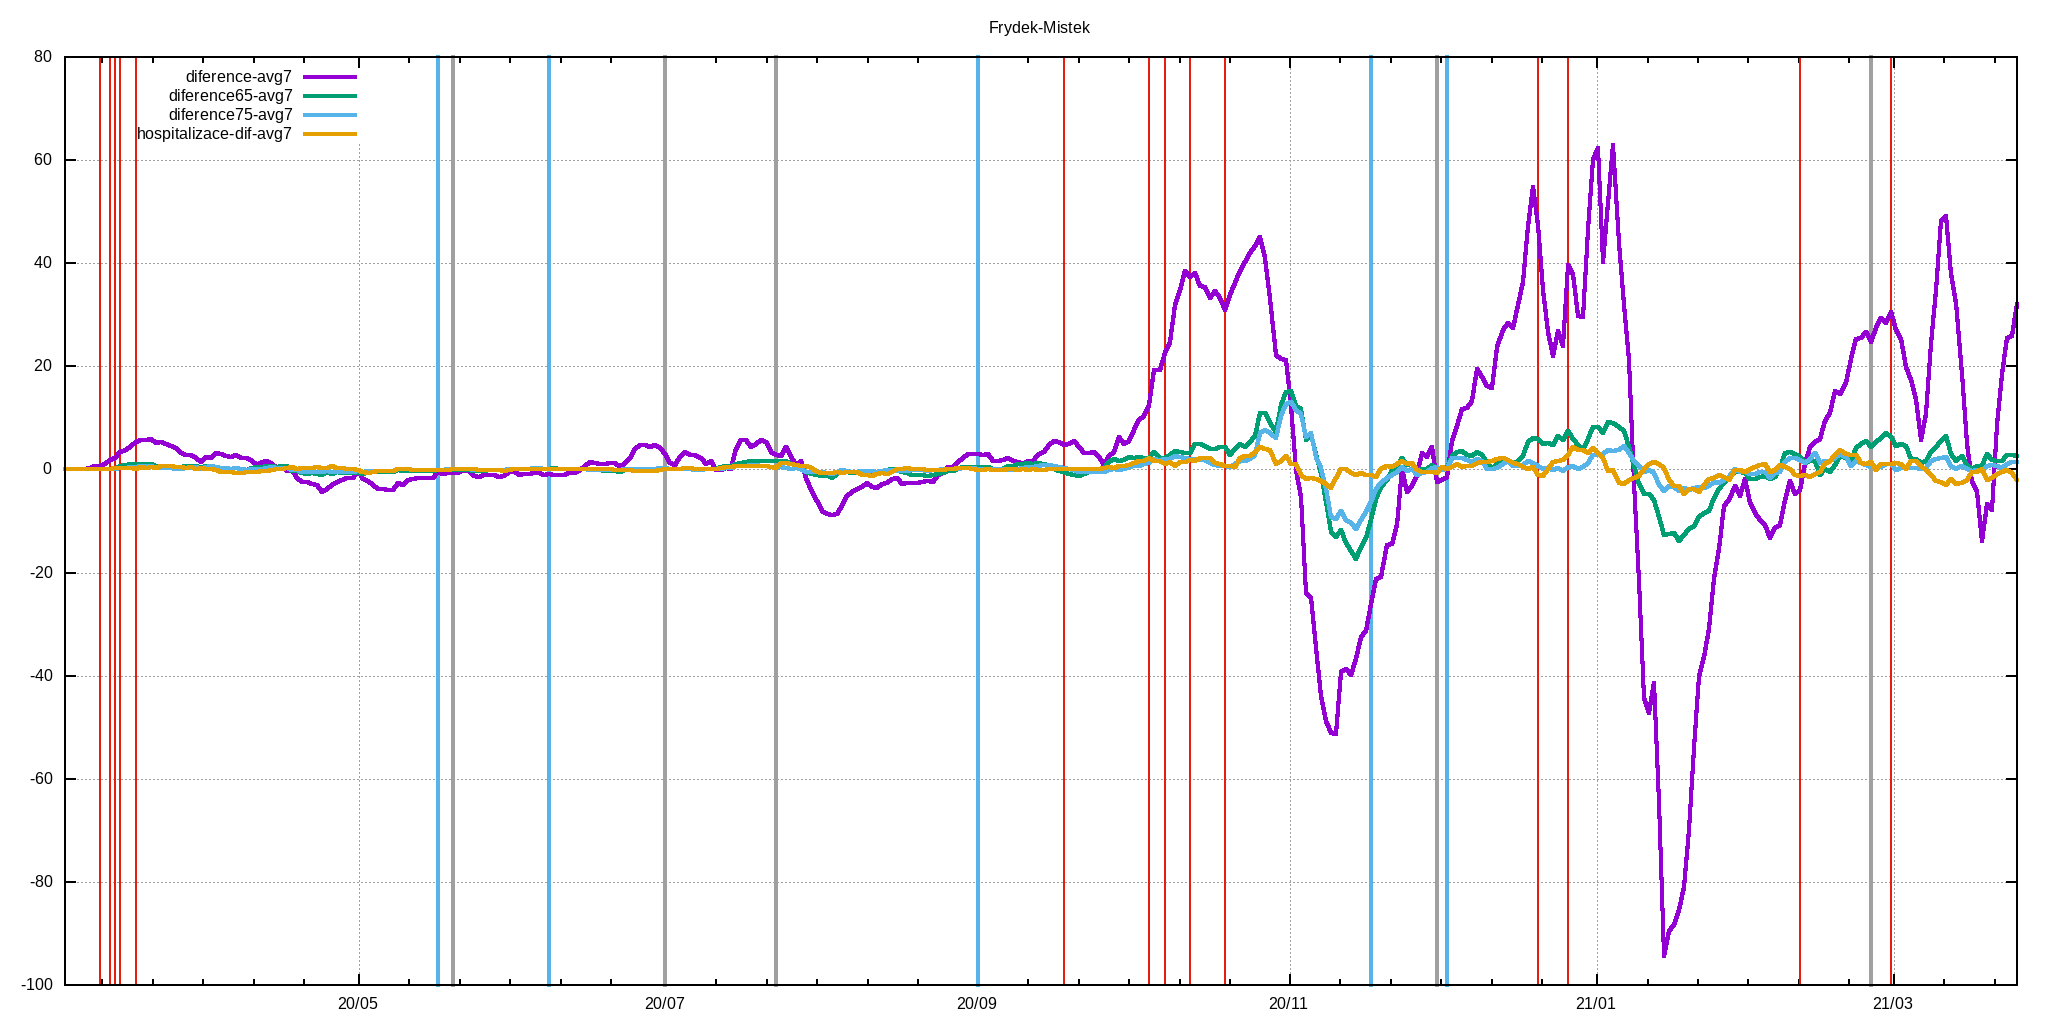 Frydek-Mistek
diference-avg7
diference65-avg7
diference75-avg7
hospitalizace-dif-avg7
80
60
40
20
0
-20
-40
-60
-80
-100
20/05 20/07 20/09 20/11 21/01 21/03